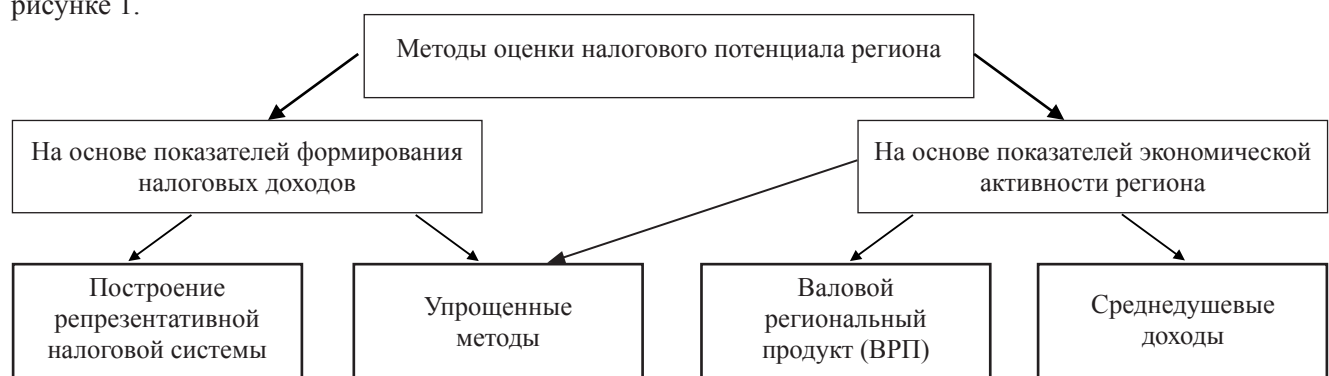 рисунке 1.
Методы оценки налогового потенциала региона
На основе показателей формирования
налоговых доходов
На основе показателей экономической
активности региона
Построение
репрезентативной
налоговой системы
Упрощенные
методы
Валовой
региональный
продукт (ВРП)
Среднедушевые
доходы